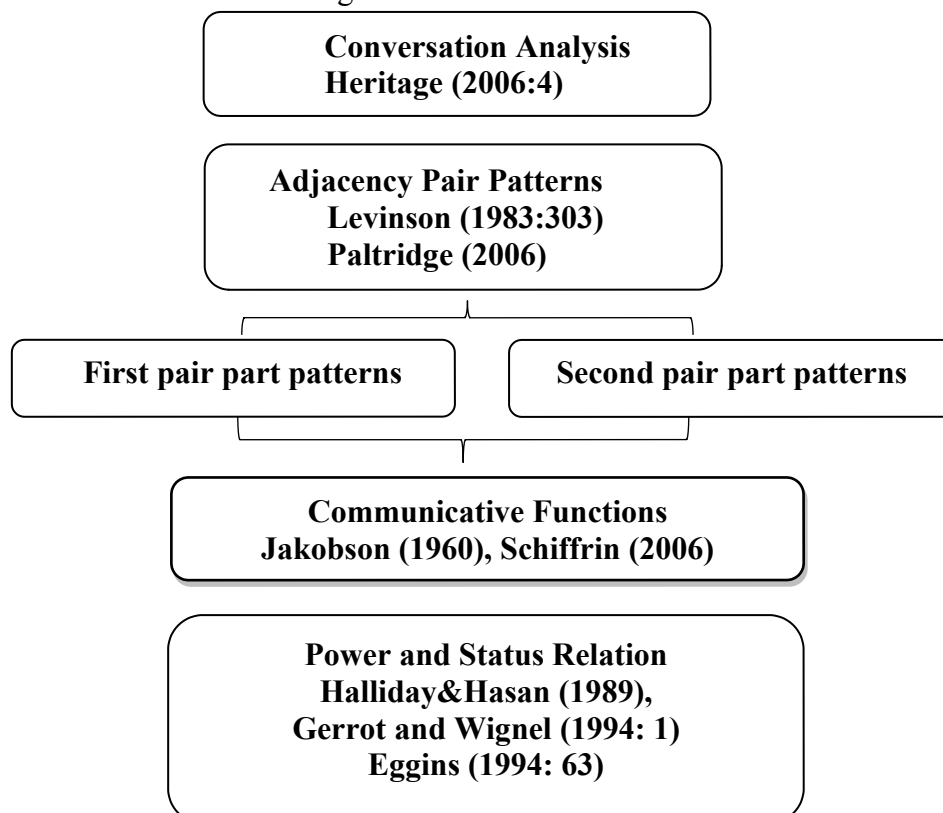 Conversation Analysis
Heritage (2006:4)
Adjacency Pair Patterns
Levinson (1983:303)
Paltridge (2006)
First pair part patterns
Second pair part patterns
Communicative Functions
Jakobson (1960), Schiffrin (2006)
Power and Status Relation
Halliday&Hasan (1989),
Gerrot and Wignel (1994: 1)
Eggins (1994: 63)